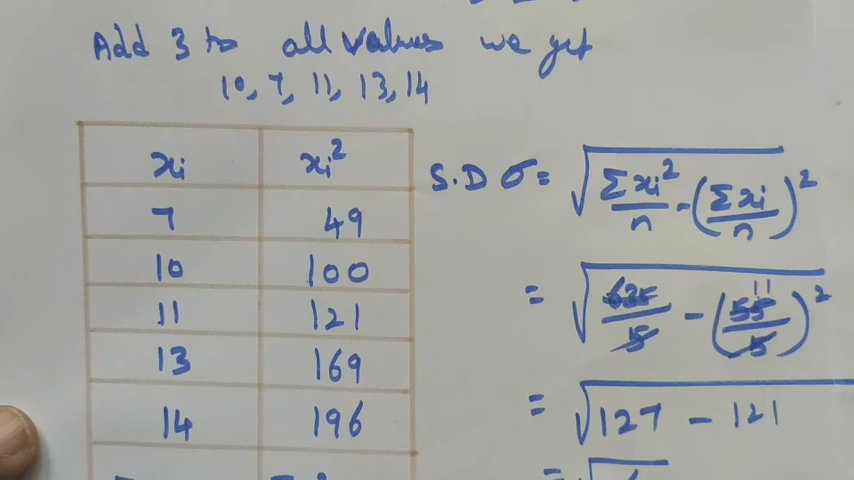 Add 3 to all values we get
10, 7, 11, 13, 14
xi xi²
7 49
10 100
11 121
13 169
14 196
S.D σ = √(Σxi²/n - (Σxi/n)²)
= √(635/5 - (55/5)²) 11
= √127 - 121